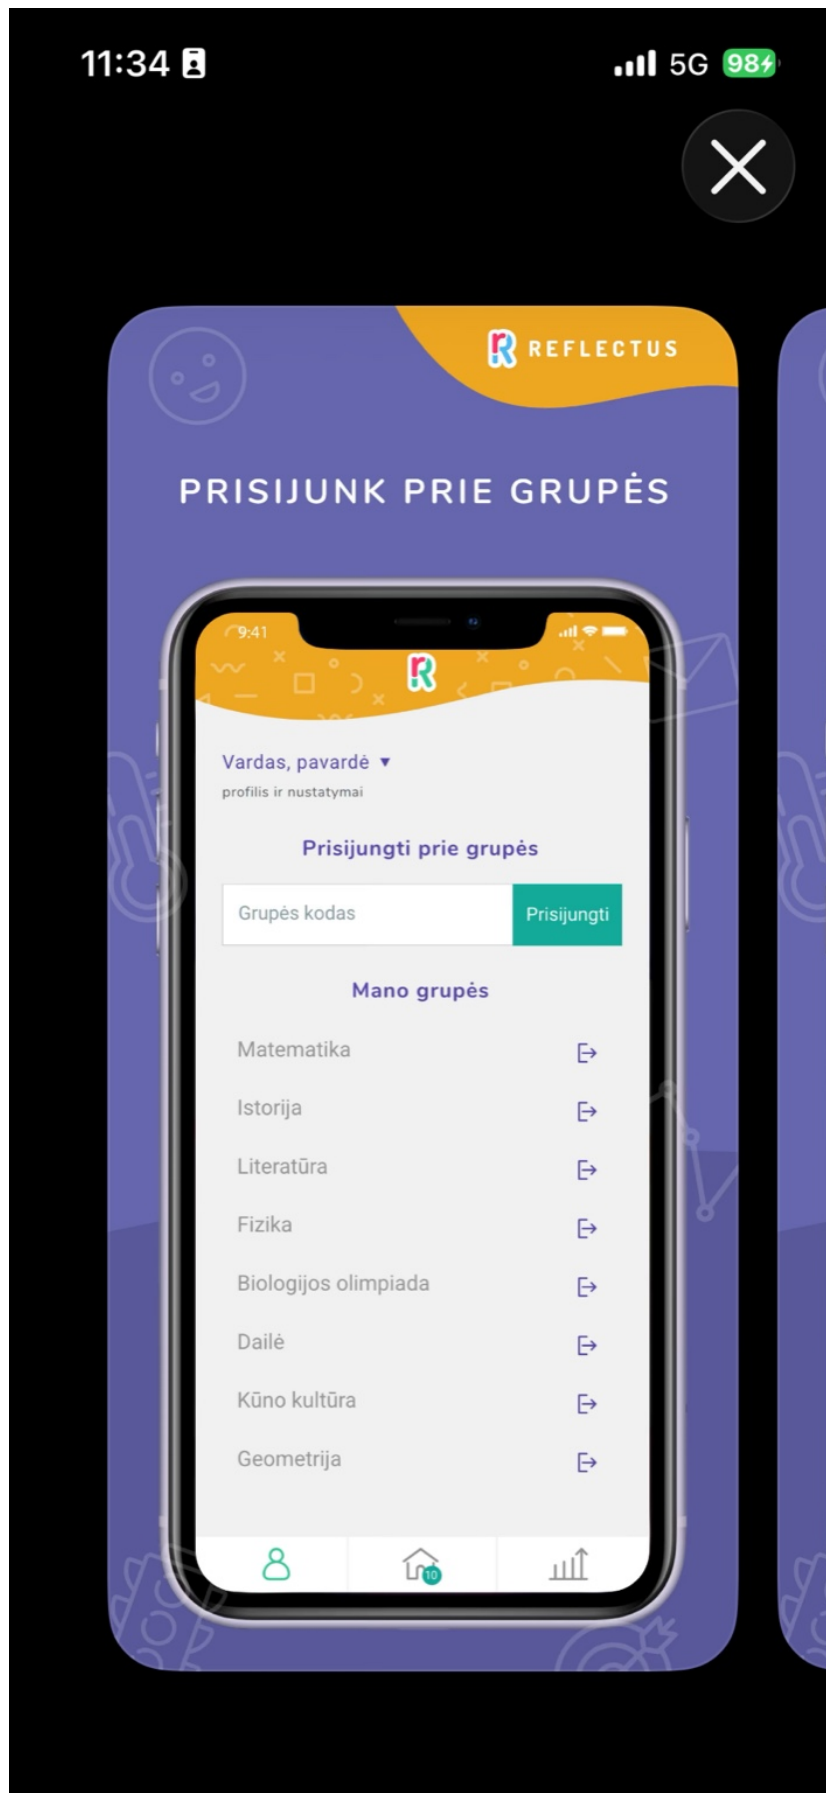 11:34
5G 98
REFLECTUS
PRISIJUNK PRIE GRUPĖS
9:41
Vardas, pavardė ▼
profilis ir nustatymai
Prisijungti prie grupės
Grupės kodas
Prisijungti
Mano grupės
Matematika
Istorija
Literatūra
Fizika
Biologijos olimpiada
Dailė
Kūno kultūra
Geometrija
10